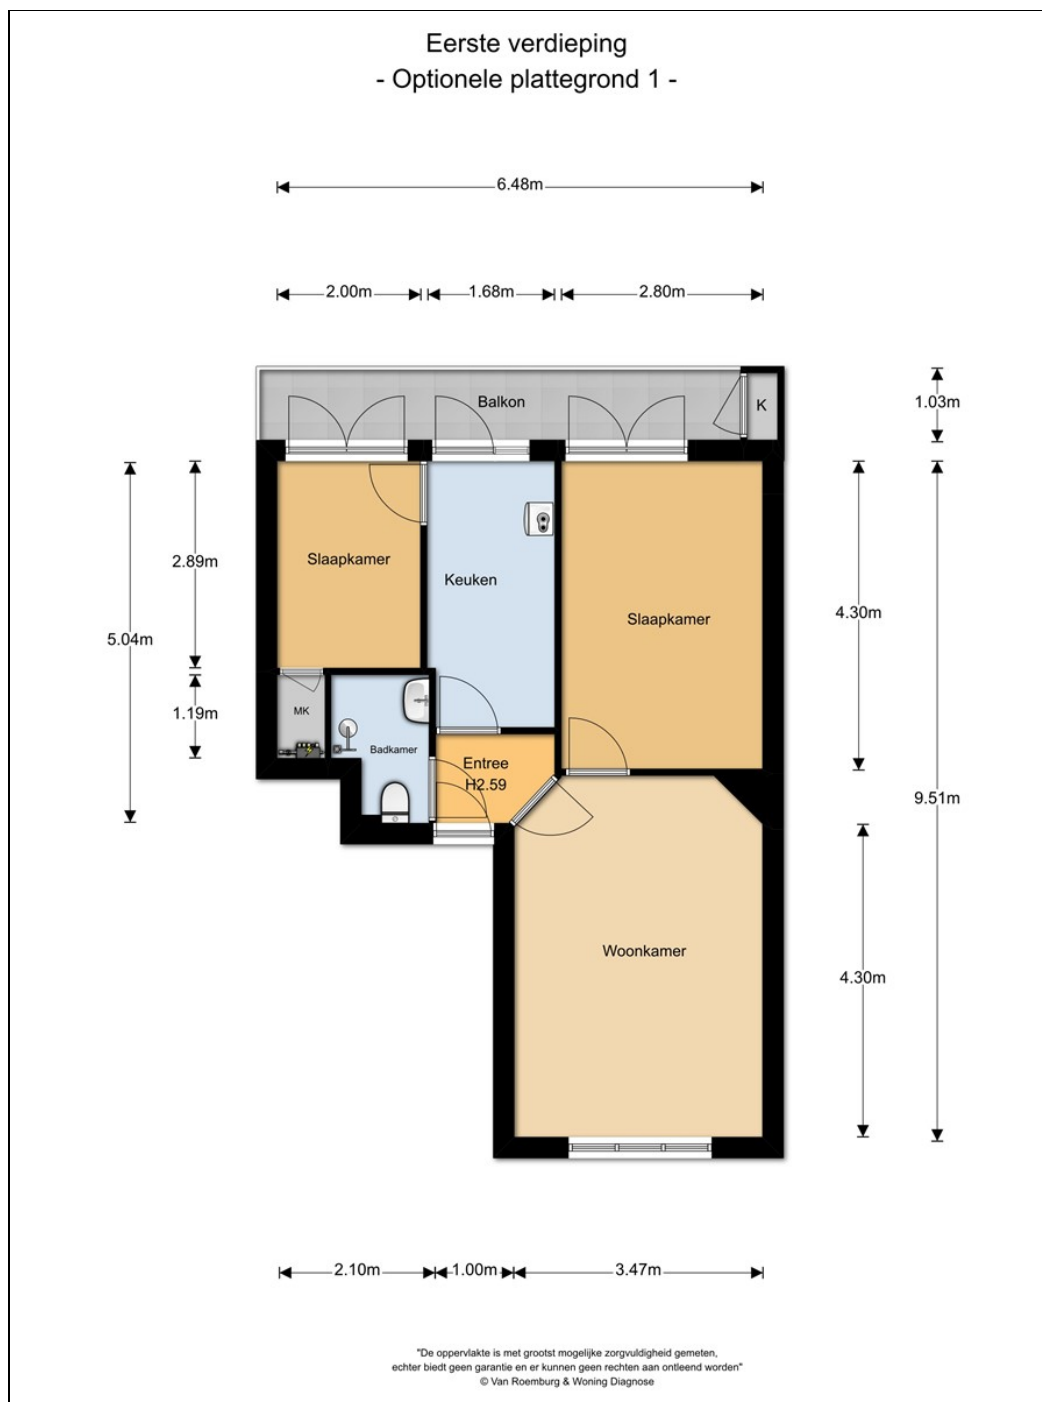 Eerste verdieping
- Optionele plattegrond 1 -
6.48m
2.00m 1.68m 2.80m
Balkon
K
1.03m
Slaapkamer
Keuken
Slaapkamer
2.89m
5.04m
4.30m
1.19m
MK
Badkamer
Entree
H2.59
9.51m
Woonkamer
4.30m
2.10m 1.00m 3.47m
"De oppervlakte is met grootst mogelijke zorgvuldigheid gemeten,
echter biedt geen garantie en er kunnen geen rechten aan ontleend worden"
© Van Roemburg & Woning Diagnose